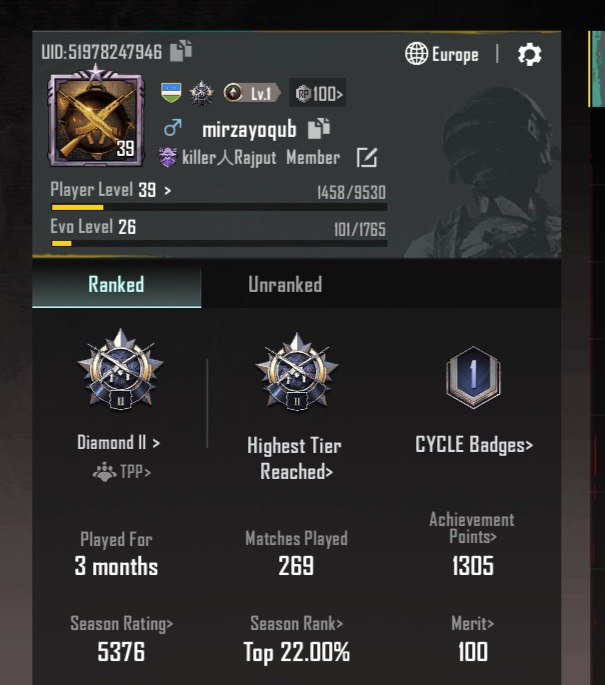 UID:51978247946
Europe
Lv.1
RP 100>
mirzayoqub
39
killer人Rajput Member
Player Level 39 >
1458/9530
Evo Level 26
101/1765
Ranked
Unranked
II
II
1
Diamond II >
Highest Tier
Reached>
CYCLE Badges>
TPP>
Played For
3 months
Matches Played
269
Achievement
Points>
1305
Season Rating>
5376
Season Rank>
Top 22.00%
Merit>
100